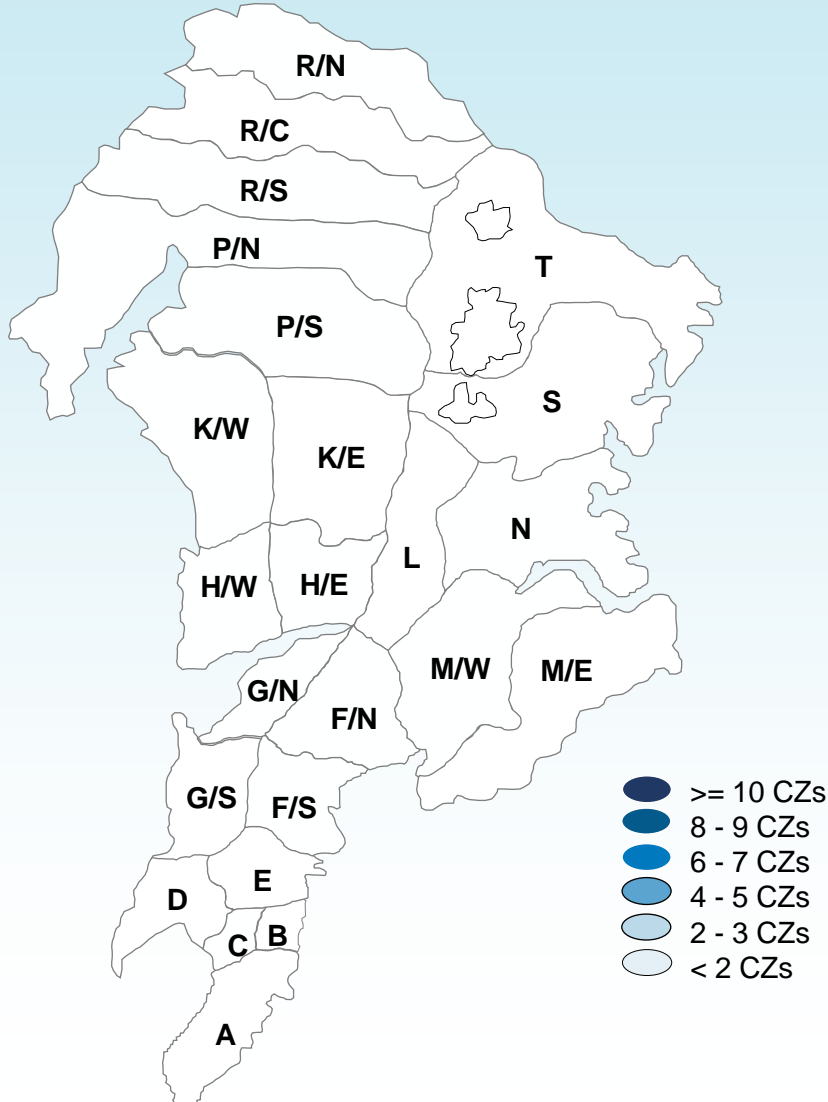 R/N
R/C
R/S
P/N
T
P/S
S
K/W
K/E
N
L
H/W
H/E
M/W
M/E
G/N
F/N
G/S
F/S
E
D
C
B
A
>= 10 CZs
8 - 9 CZs
6 - 7 CZs
4 - 5 CZs
2 - 3 CZs
< 2 CZs